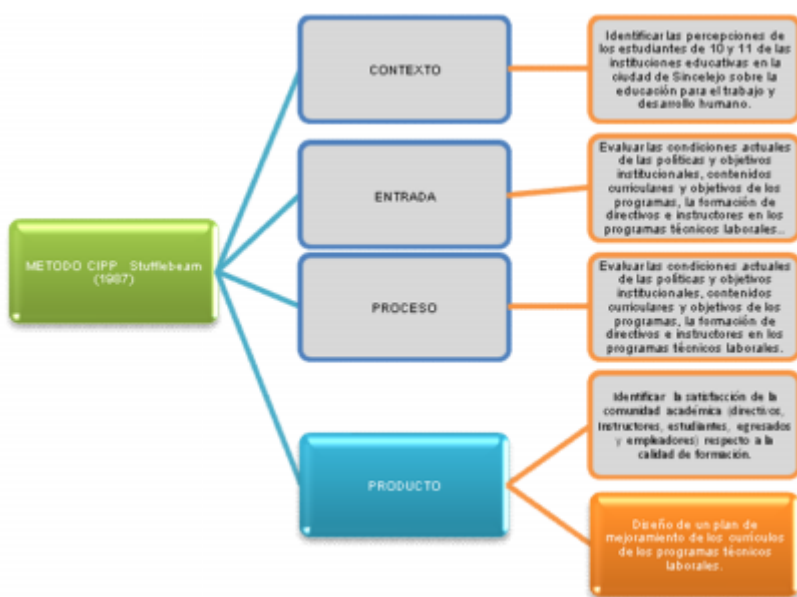 METODO CIPP Stufflebeam
(1987)
CONTEXTO
Identificar las percepciones de
los estudiantes de 10 y 11 de las
instituciones educativas en la
ciudad de Sincelejo sobre la
educación para el trabajo y
desarrollo humano.
ENTRADA
Evaluar las condiciones actuales
de las políticas y objetivos
institucionales, contenidos
curriculares y objetivos de los
programas, la formación de
directivos e instructores en los
programas técnicos laborales...
PROCESO
Evaluar las condiciones actuales
de las políticas y objetivos
institucionales, contenidos
curriculares y objetivos de los
programas, la formación de
directivos e instructores en los
programas técnicos laborales.
PRODUCTO
Identificar la satisfacción de la
comunidad académica (directivos,
instructores, estudiantes, egresados
y empleadores) respecto a la
calidad de formación.
Diseño de un plan de
mejoramiento de los currículos
de los programas técnicos
laborales.